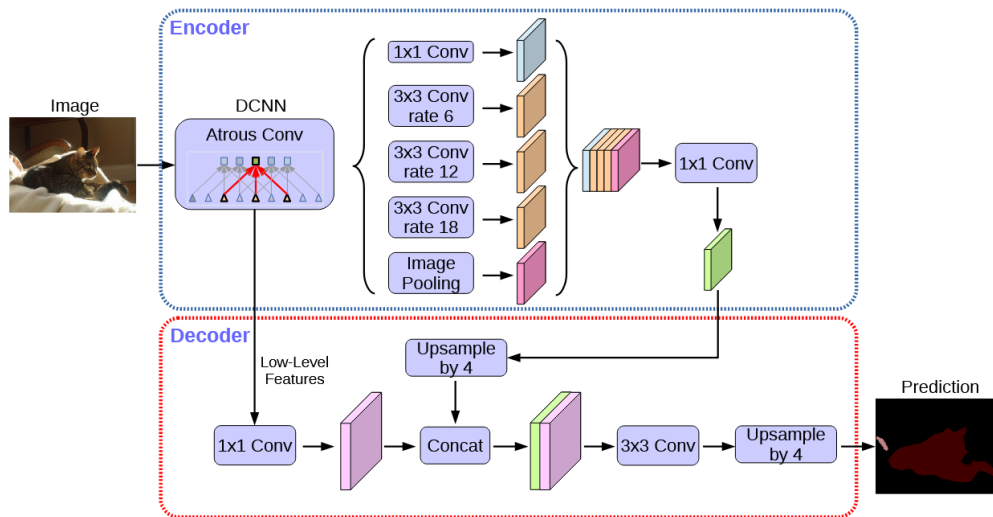 Encoder
Image
DCNN
Atrous Conv
1x1 Conv
3x3 Conv
rate 6
3x3 Conv
rate 12
3x3 Conv
rate 18
Image
Pooling
1x1 Conv
Decoder
Low-Level
Features
Upsample
by 4
1x1 Conv
Concat
3x3 Conv
Upsample
by 4
Prediction